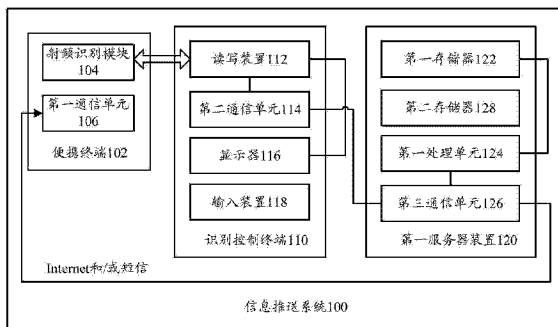 射频识别模块
104
第一通信单元
106
便携终端102
读写装置112
第二通信单元114
显示器116
输入装置118
识别控制终端110
第一存储器122
第二存储器128
第一处理单元124
第三通信单元126
第一服务器装置120
Internet和/或短信
信息推送系统100